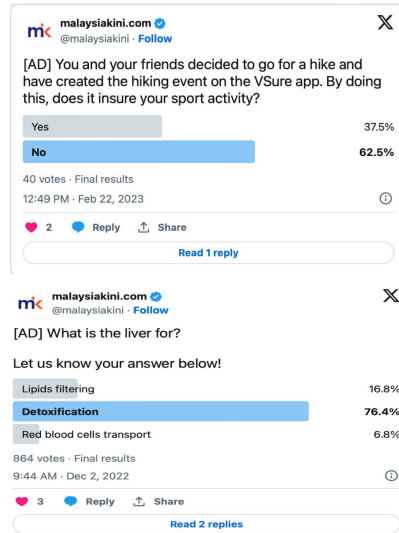 malaysiakini.com
@malaysiakini · Follow
[AD] You and your friends decided to go for a hike and
have created the hiking event on the VSure app. By doing
this, does it insure your sport activity?
Yes 37.5%
No 62.5%
40 votes · Final results
12:49 PM · Feb 22, 2023
2 Reply Share
Read 1 reply
malaysiakini.com
@malaysiakini · Follow
[AD] What is the liver for?
Let us know your answer below!
Lipids filtering 16.8%
Detoxification 76.4%
Red blood cells transport 6.8%
864 votes · Final results
9:44 AM · Dec 2, 2022
3 Reply Share
Read 2 replies